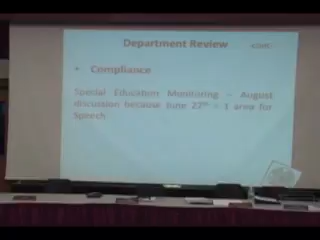 Department Review
• Compliance
Special Education Monitoring – August
discussion because June 27th – 1 area for
Speech